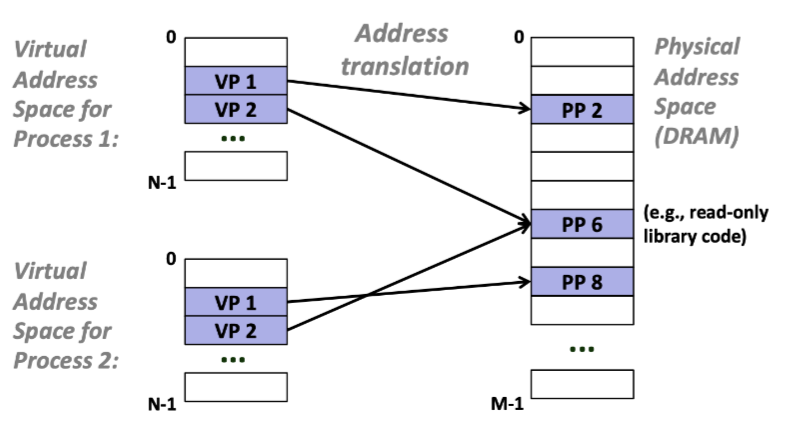 Virtual
Address
Space for
Process 1:
0
VP 1
VP 2
...
N-1
Address
translation
0
PP 2
PP 6
PP 8
...
M-1
Physical
Address
Space
(DRAM)
(e.g., read-only
library code)
Virtual
Address
Space for
Process 2:
0
VP 1
VP 2
...
N-1